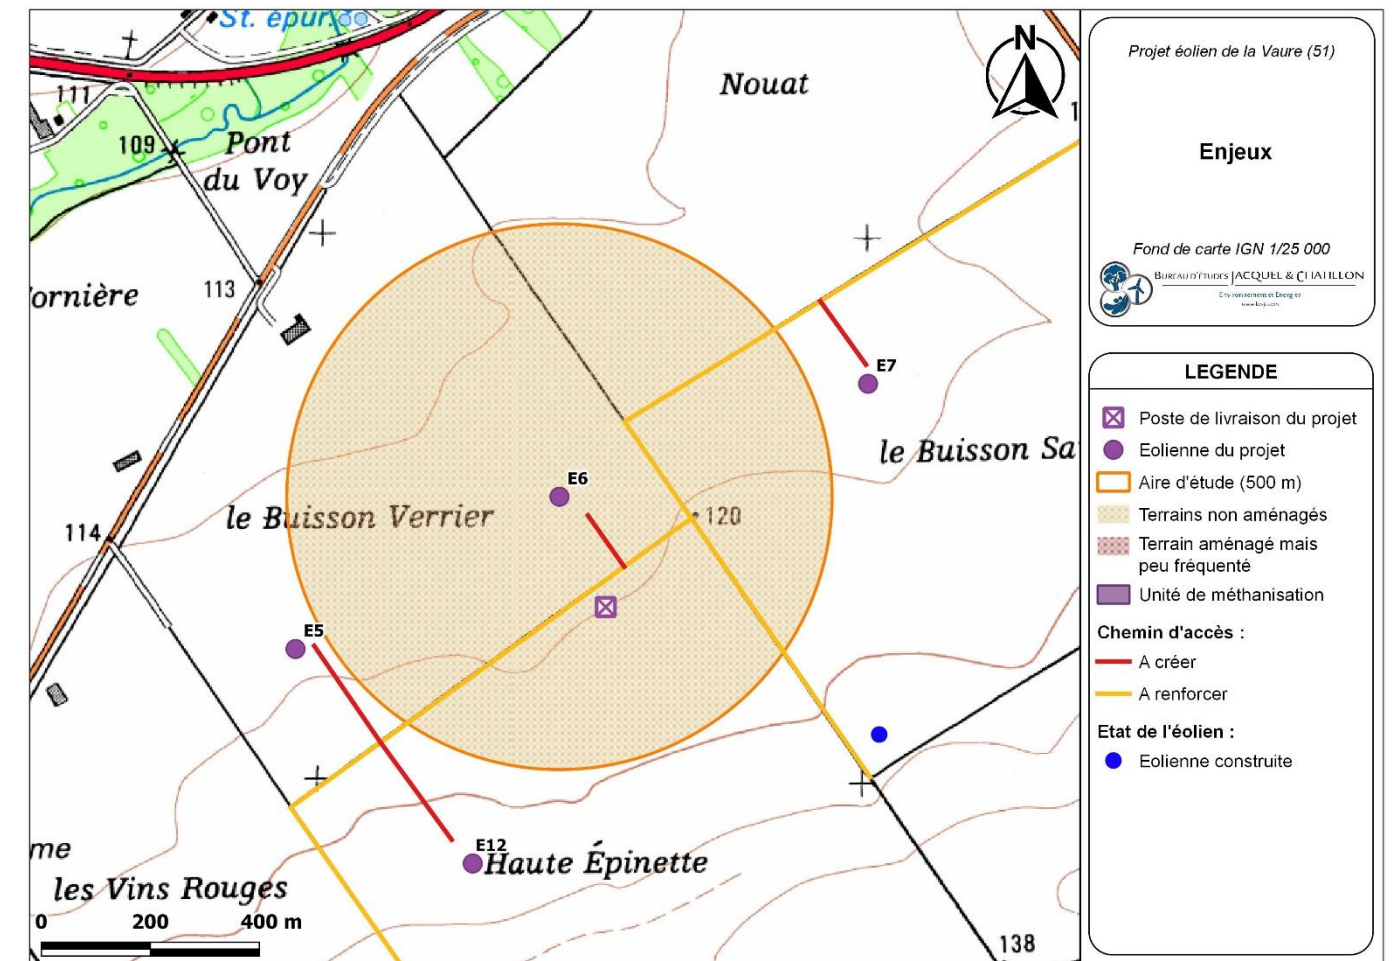 St. épur.
Nouat
N
111
109
Pont
du Voy
113
ornière
E7
le Buisson Sa
E6
le Buisson Verrier
120
114
E5
E12
Haute Épinette
me
les Vins Rouges
0 200 400 m
138
Projet éolien de la Vaure (51)
Enjeux
Fond de carte IGN 1/25 000
BUREAU D'ÉTUDES JACQUEL & CHATILLON
Environnement et Energies
LEGENDE
Poste de livraison du projet
Eolienne du projet
Aire d'étude (500 m)
Terrains non aménagés
Terrain aménagé mais
peu fréquenté
Unité de méthanisation
Chemin d'accès :
A créer
A renforcer
Etat de l'éolien :
Eolienne construite